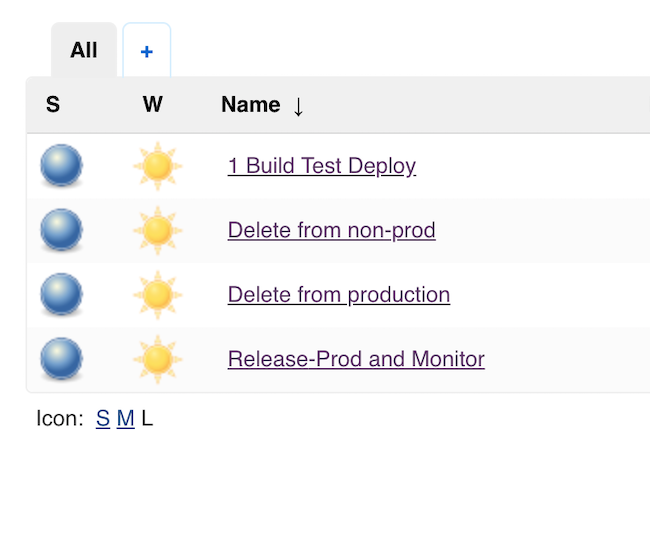 All +
S W Name ↓
1 Build Test Deploy
Delete from non-prod
Delete from production
Release-Prod and Monitor
Icon: S M L